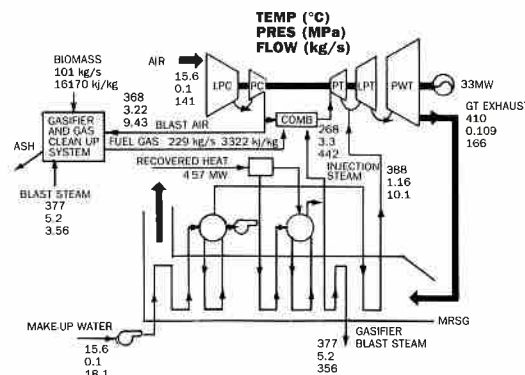 TEMP (°C)
PRES (MPa)
FLOW (kg/s)
BIOMASS
101 kg/s
16170 kj/kg
AIR
15.6
0.1
141
LPC
PC
PT
LPT
PWT
33MW
368
3.22
9.43
BLAST AIR
COMB
GASIFIER
AND GAS
CLEAN UP
SYSTEM
FUEL GAS 229 kg/s 3322 kj/kg
ASH
268
3.3
442
INJECTION
STEAM
GT EXHAUST
410
0.109
166
RECOVERED HEAT
457 MW
388
1.16
10.1
BLAST STEAM
377
5.2
3.56
MRSG
MAKE-UP WATER
15.6
0.1
18.1
377
5.2
356
GASIFIER
BLAST STEAM